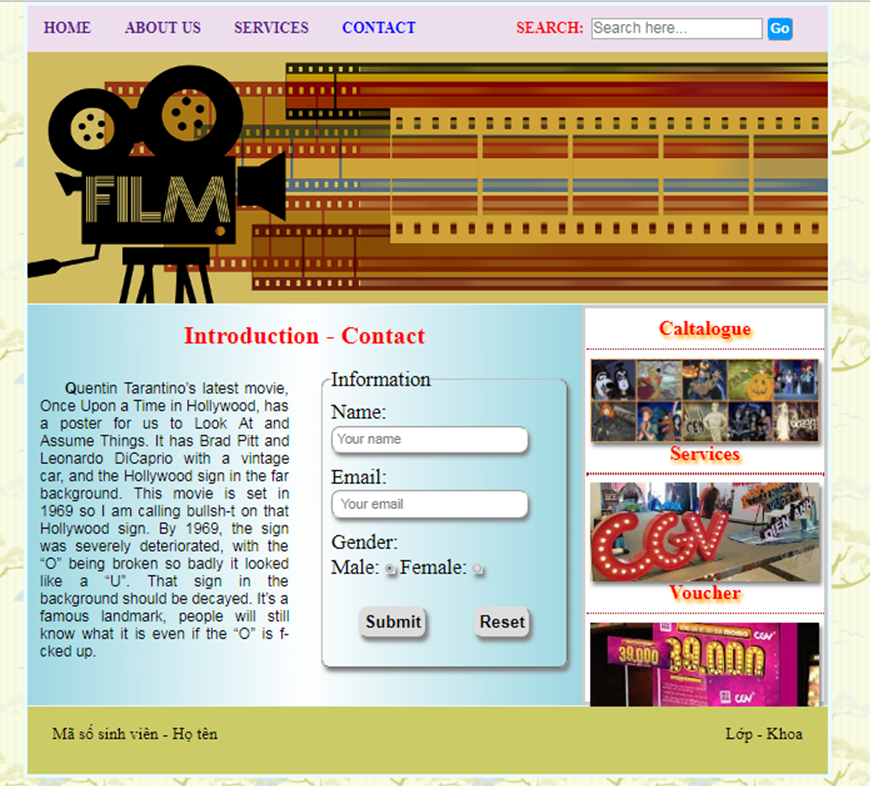 HOME ABOUT US SERVICES CONTACT SEARCH: Search here... Go
FILM
Introduction - Contact
Quentin Tarantino's latest movie,
Once Upon a Time in Hollywood, has
a poster for us to Look At and
Assume Things. It has Brad Pitt and
Leonardo DiCaprio with a vintage
car, and the Hollywood sign in the far
background. This movie is set in
1969 so I am calling bullsh-t on that
Hollywood sign. By 1969, the sign
was severely deteriorated, with the
“O” being broken so badly it looked
like a “U”. That sign in the
background should be decayed. It's a
famous landmark, people will still
know what it is even if the “O” is f-
cked up.
Information
Name:
Your name
Email:
Your email
Gender:
Male: Female:
Submit Reset
Caltalogue
Services
CGV
ĐIỆN ẢNH
Voucher
CGV
39,000 39,000
CGV
Mã số sinh viên - Họ tên Lớp - Khoa